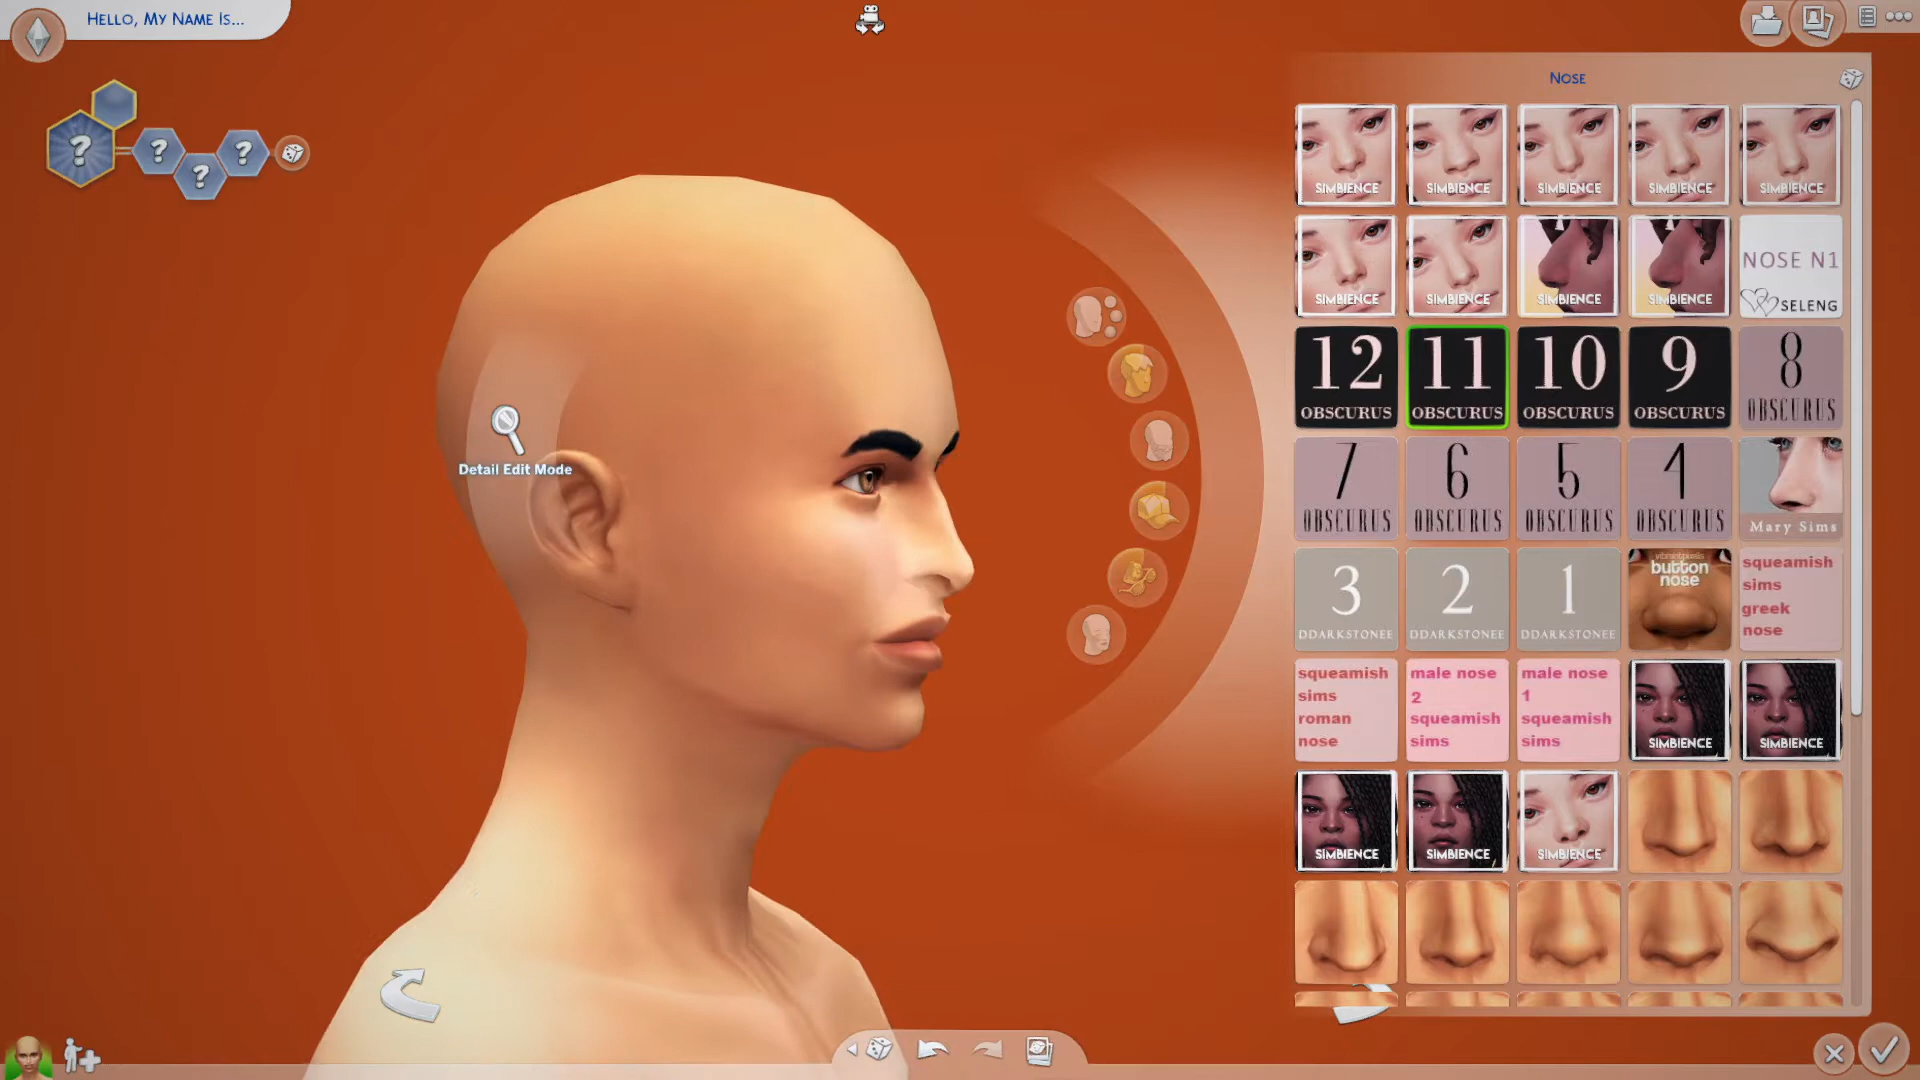 Hello, My Name Is...
Nose
?
?
?
?
Detail Edit Mode
SIMBIENCE
SIMBIENCE
SIMBIENCE
SIMBIENCE
SIMBIENCE
SIMBIENCE
SIMBIENCE
SIMBIENCE
SIMBIENCE
NOSE N1
SELENG
12
OBSCURUS
11
OBSCURUS
10
OBSCURUS
9
OBSCURUS
8
OBSCURUS
7
OBSCURUS
6
OBSCURUS
5
OBSCURUS
4
OBSCURUS
Mary Sims
3
DDARKSTONEE
2
DDARKSTONEE
1
DDARKSTONEE
vibrantpixels
button
nose
squeamish
sims
greek
nose
squeamish
sims
roman
nose
male nose
2
squeamish
sims
male nose
1
squeamish
sims
SIMBIENCE
SIMBIENCE
SIMBIENCE
SIMBIENCE
SIMBIENCE